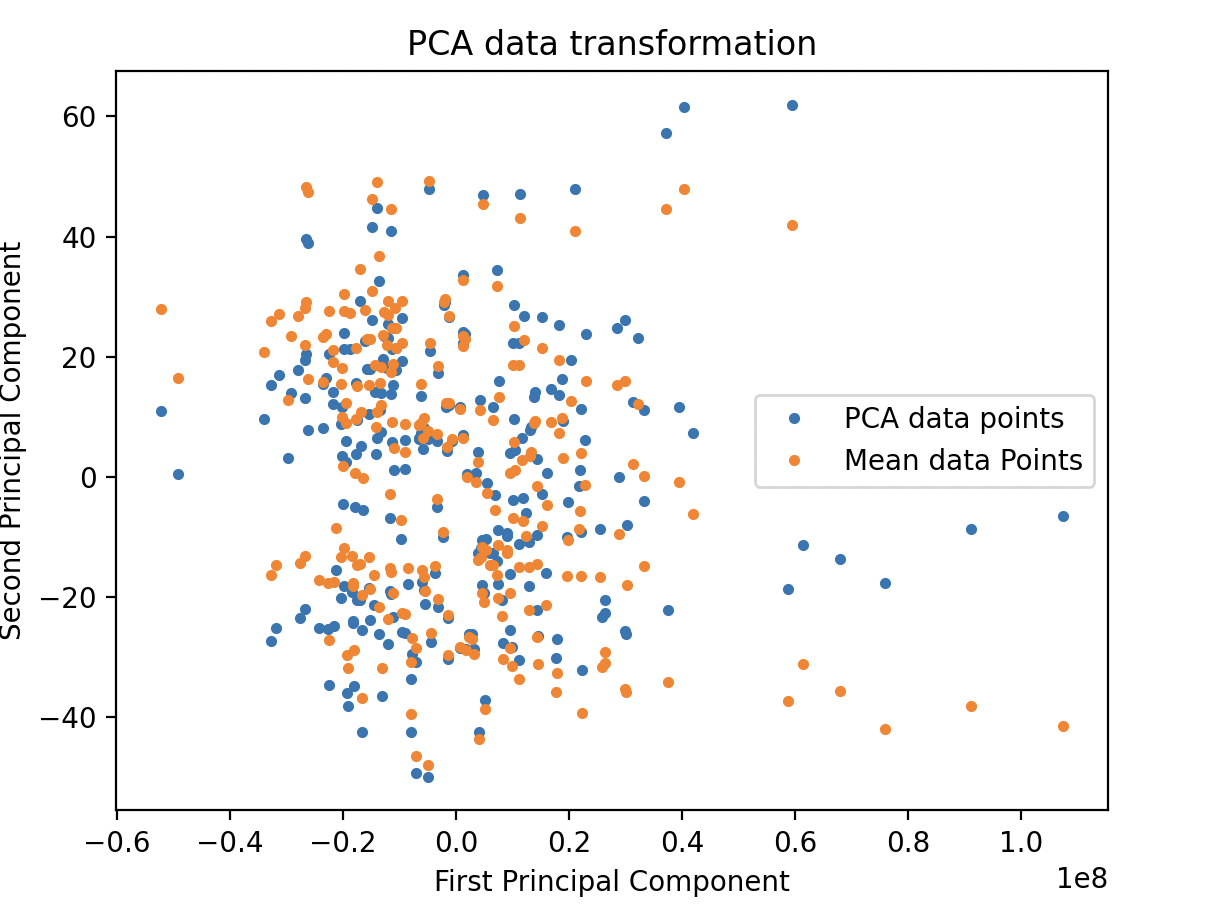 PCA data transformation
60
40
20
0
−20
−40
Second Principal Component
PCA data points
Mean data Points
−0.6 −0.4 −0.2 0.0 0.2 0.4 0.6 0.8 1.0
1e8
First Principal Component